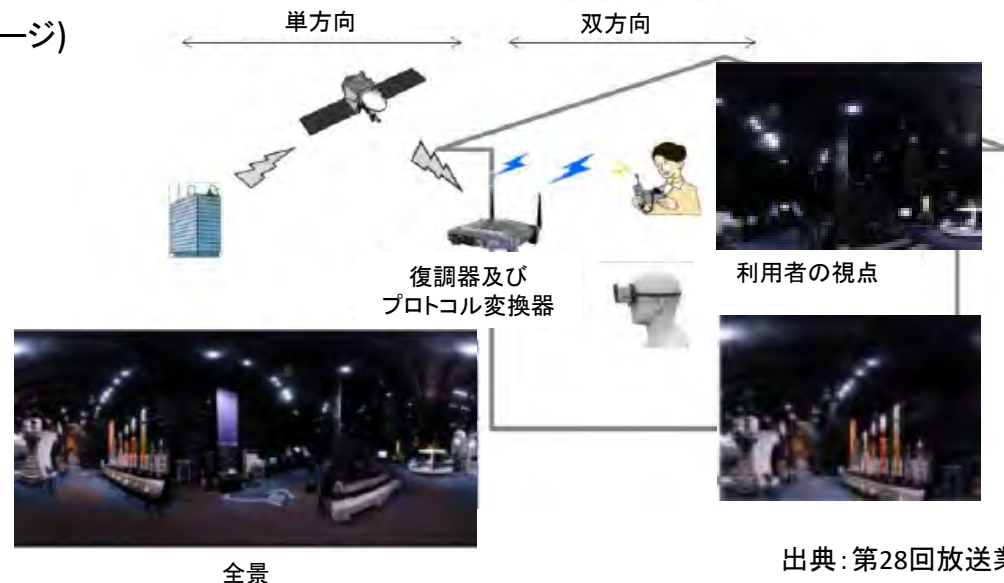 ージ)
単方向
双方向
復調器及び
プロトコル変換器
利用者の視点
全景
出典:第28回放送業